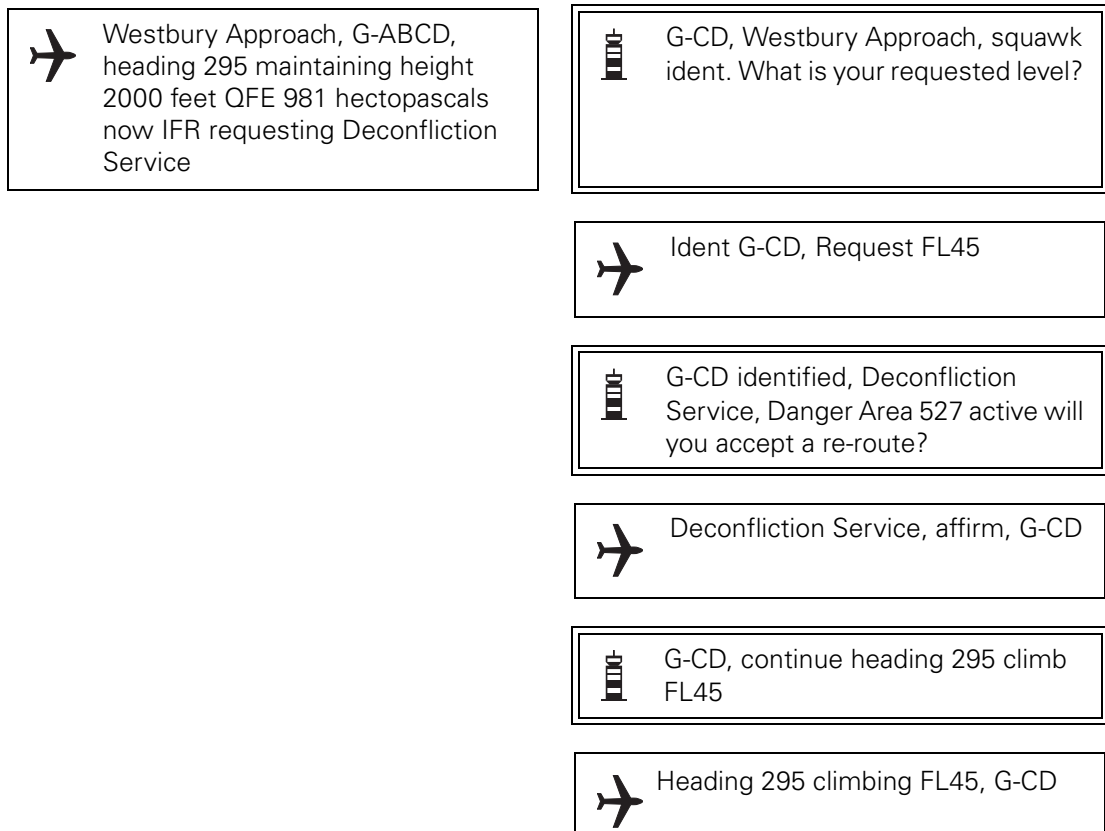 Westbury Approach, G-ABCD,
heading 295 maintaining height
2000 feet QFE 981 hectopascals
now IFR requesting Deconfliction
Service
G-CD, Westbury Approach, squawk
ident. What is your requested level?
Ident G-CD, Request FL45
G-CD identified, Deconfliction
Service, Danger Area 527 active will
you accept a re-route?
Deconfliction Service, affirm, G-CD
G-CD, continue heading 295 climb
FL45
Heading 295 climbing FL45, G-CD